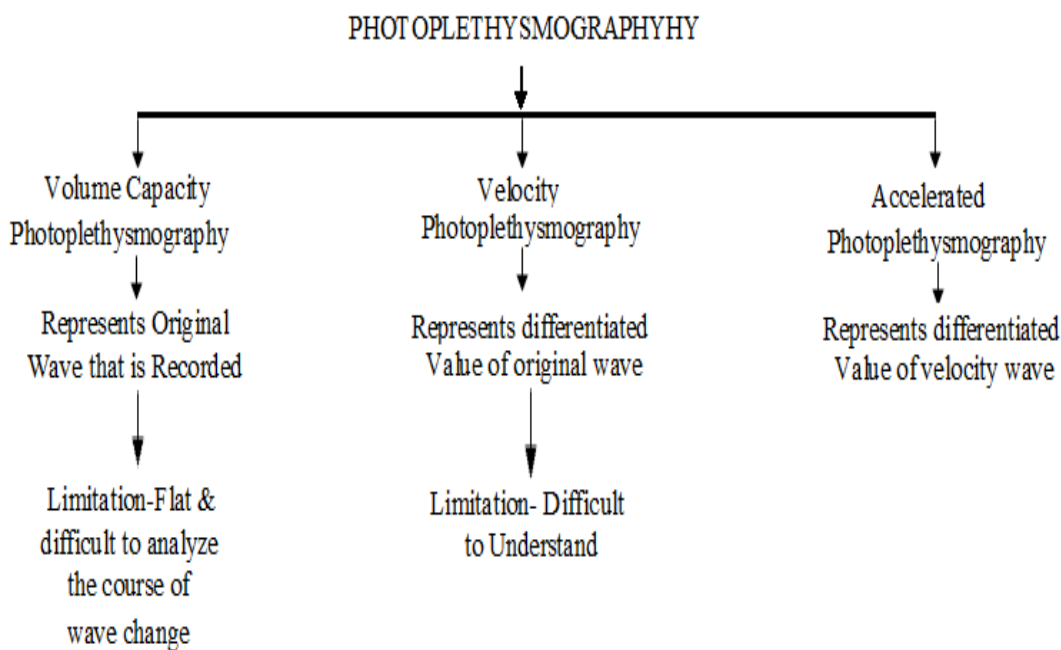 PHOTOPLETHYSMOGRAPHYHY
Volume Capacity
Photoplethysmography
Represents Original
Wave that is Recorded
Limitation-Flat &
difficult to analyze
the course of
wave change
Velocity
Photoplethysmography
Represents differentiated
Value of original wave
Limitation- Difficult
to Understand
Accelerated
Photoplethysmography
Represents differentiated
Value of velocity wave